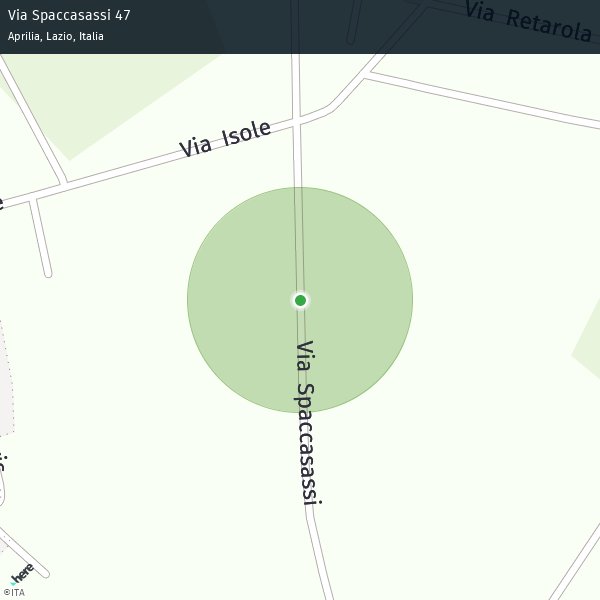 Via Spaccasassi 47
Aprilia, Lazio, Italia
Via Retarola
Via Isole
Via Spaccasassi
here
©ITA